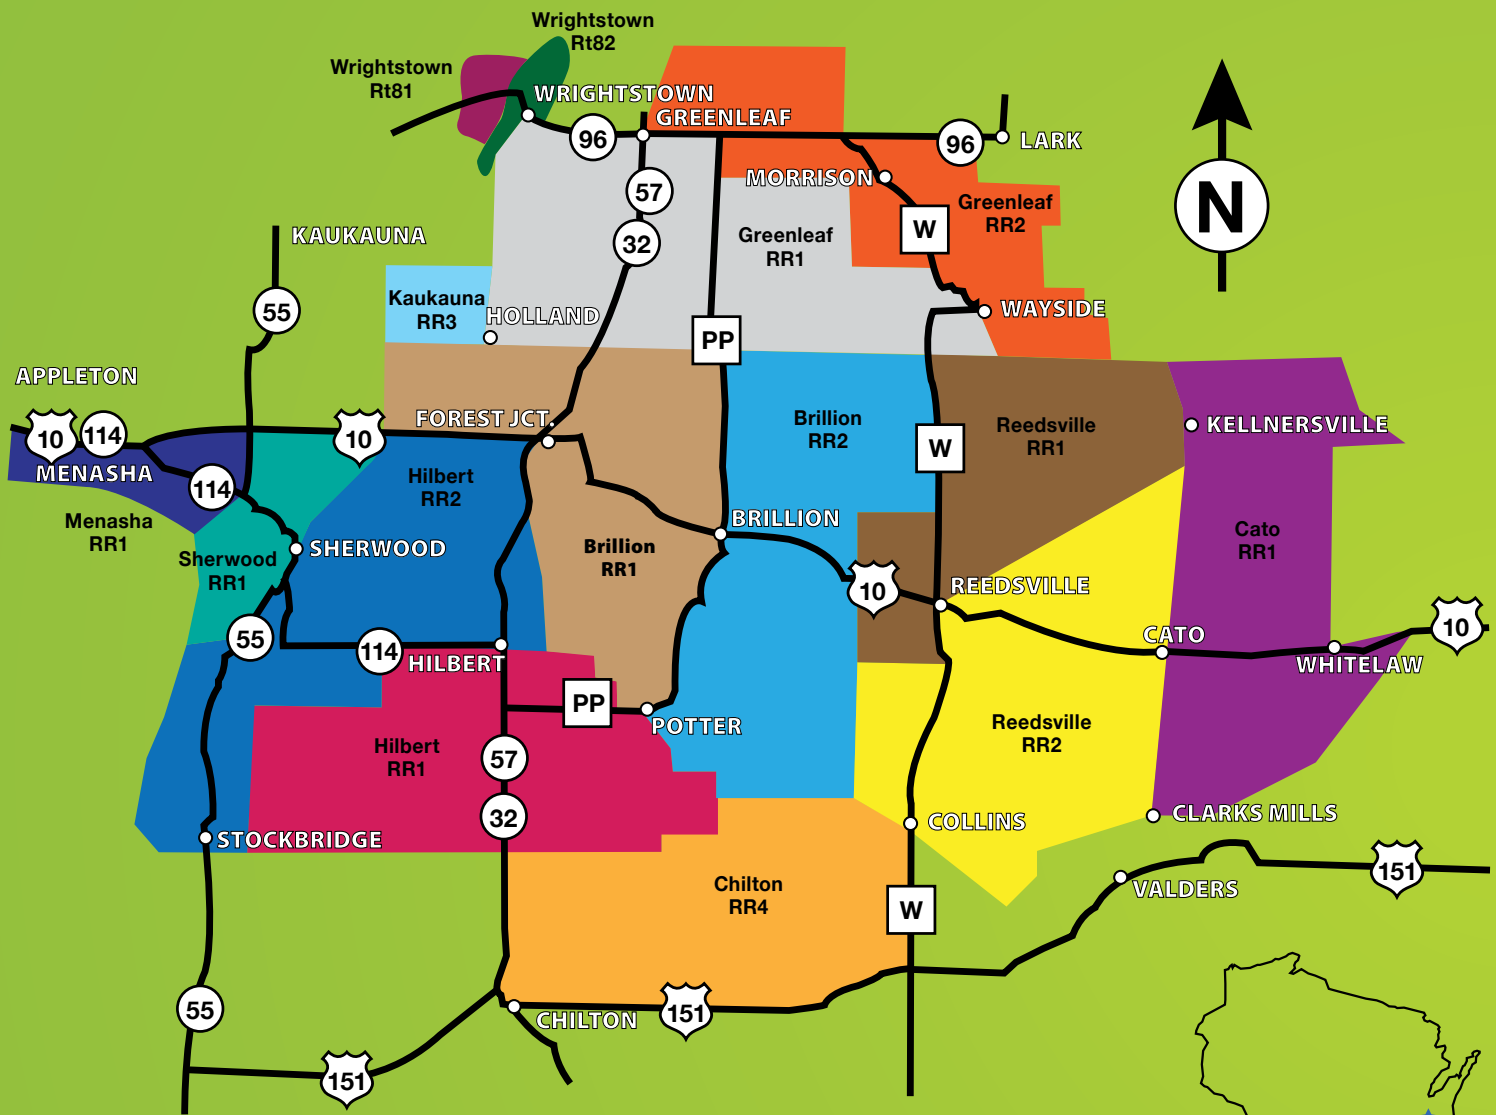 Wrightstown
Rt82
Wrightstown
Rt81
WRIGHTSTOWN
GREENLEAF
96
96
LARK
57
MORRISON
N
Greenleaf
RR2
W
KAUKAUNA
32
Greenleaf
RR1
Kaukauna
RR3
HOLLAND
55
WAYSIDE
PP
APPLETON
FOREST JCT.
Brillion
RR2
Reedsville
RR1
KELLNERSVILLE
10
114
10
W
MENASHA
114
Hilbert
RR2
Menasha
RR1
BRILLION
Cato
RR1
SHERWOOD
Sherwood
RR1
Brillion
RR1
10
REEDSVILLE
55
114
HILBERT
CATO
10
WHITELAW
PP
POTTER
Reedsville
RR2
Hilbert
RR1
57
32
STOCKBRIDGE
COLLINS
CLARKS MILLS
151
Chilton
RR4
VALDERS
W
55
CHILTON
151
151